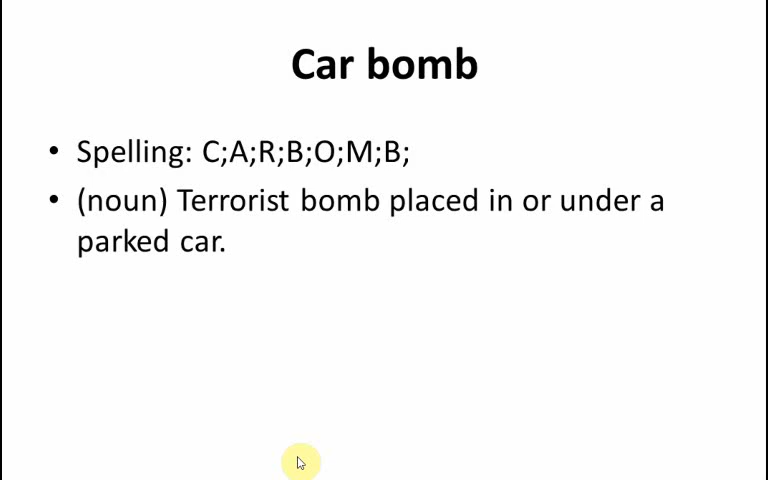 Car bomb
• Spelling: C;A;R;B;O;M;B;
• (noun) Terrorist bomb placed in or under a
parked car.